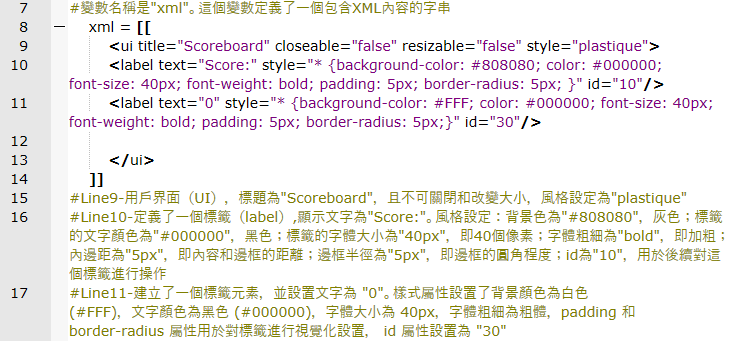 7 #變數名稱是"xml"。這個變數定義了一個包含XML內容的字串
8 xml = [[
9 <ui title="Scoreboard" closeable="false" resizable="false" style="plastique">
10 <label text="Score:" style="* {background-color: #808080; color: #000000;
font-size: 40px; font-weight: bold; padding: 5px; border-radius: 5px; }" id="10"/>
11 <label text="0" style="* {background-color: #FFF; color: #000000; font-size: 40px;
font-weight: bold; padding: 5px; border-radius: 5px;}" id="30"/>
12
13 </ui>
14 ]]
15 #Line9-用戶界面（UI），標題為"Scoreboard"，且不可關閉和改變大小，風格設定為"plastique"
16 #Line10-定義了一個標籤（label）,顯示文字為"Score:"。風格設定：背景色為"#808080"，灰色；標籤
的文字顏色為"#000000"，黑色；標籤的字體大小為"40px"，即40個像素；字體粗細為"bold"，即加粗；
內邊距為"5px"，即內容和邊框的距離；邊框半徑為"5px"，即邊框的圓角程度；id為"10"，用於後續對這
個標籤進行操作
17 #Line11-建立了一個標籤元素，並設置文字為 "0"。樣式屬性設置了背景顏色為白色
(#FFF)，文字顏色為黑色 (#000000)，字體大小為 40px，字體粗細為粗體，padding 和
border-radius 屬性用於對標籤進行視覺化設置， id 屬性設置為 "30"